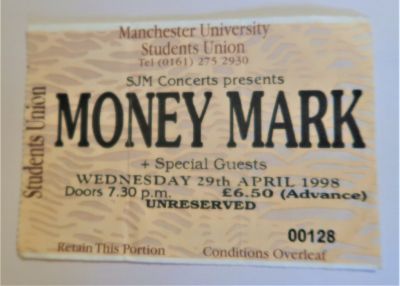 Manchester University
Students Union
Tel (0161) 275 2930
SJM Concerts presents
MONEY MARK
+ Special Guests
WEDNESDAY 29th APRIL 1998
Doors 7.30 p.m. £6.50 (Advance)
UNRESERVED
00128
Retain This Portion Conditions Overleaf
Students Union